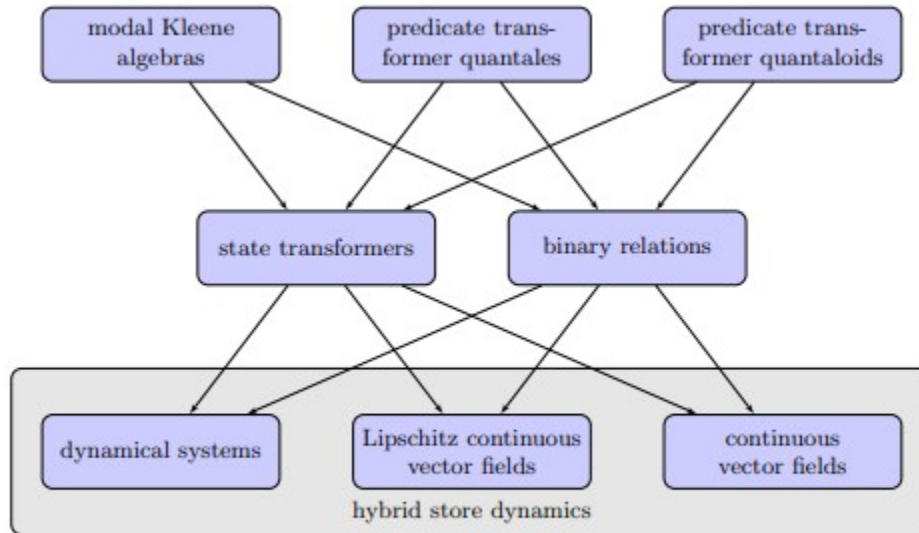 modal Kleene
algebras
predicate trans-
former quantales
predicate trans-
former quantaloids
state transformers
binary relations
dynamical systems
Lipschitz continuous
vector fields
continuous
vector fields
hybrid store dynamics